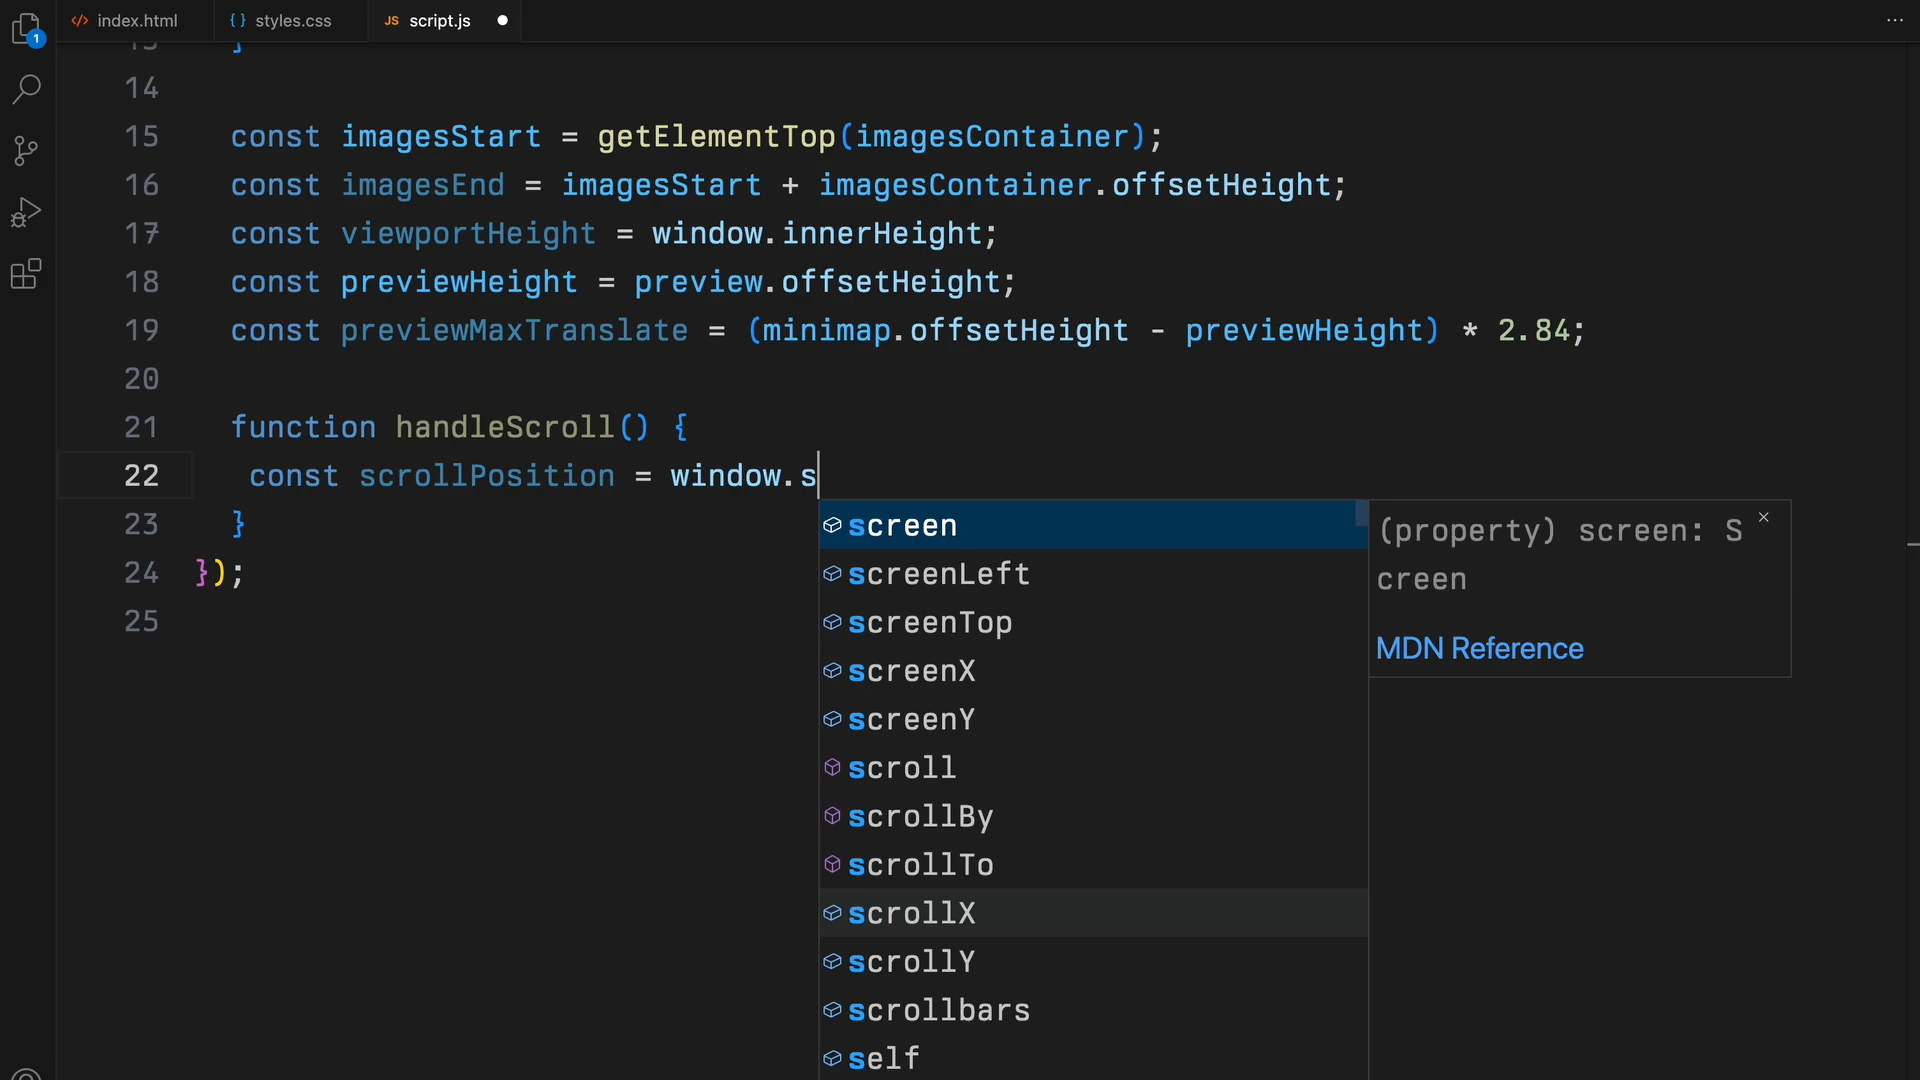 index.html
styles.css
JS script.js
1
13 }
14
15 const imagesStart = getElementTop(imagesContainer);
16 const imagesEnd = imagesStart + imagesContainer.offsetHeight;
17 const viewportHeight = window.innerHeight;
18 const previewHeight = preview.offsetHeight;
19 const previewMaxTranslate = (minimap.offsetHeight - previewHeight) * 2.84;
20
21 function handleScroll() {
22 const scrollPosition = window.s
23 }
24 });
25
screen
screenLeft
screenTop
screenX
screenY
scroll
scrollBy
scrollTo
scrollX
scrollY
scrollbars
self
(property) screen: S
creen
MDN Reference